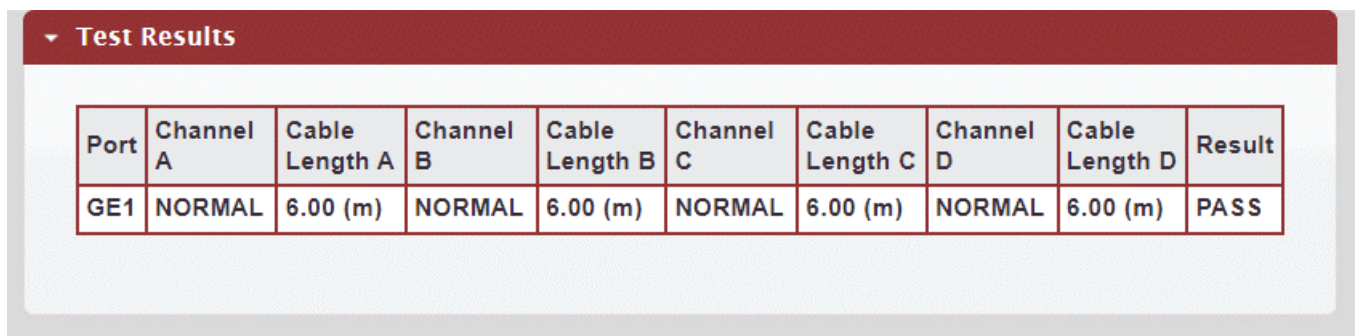 Test Results
Port Channel A Cable Length A Channel B Cable Length B Channel C Cable Length C Channel D Cable Length D Result
GE1 NORMAL 6.00 (m) NORMAL 6.00 (m) NORMAL 6.00 (m) NORMAL 6.00 (m) PASS